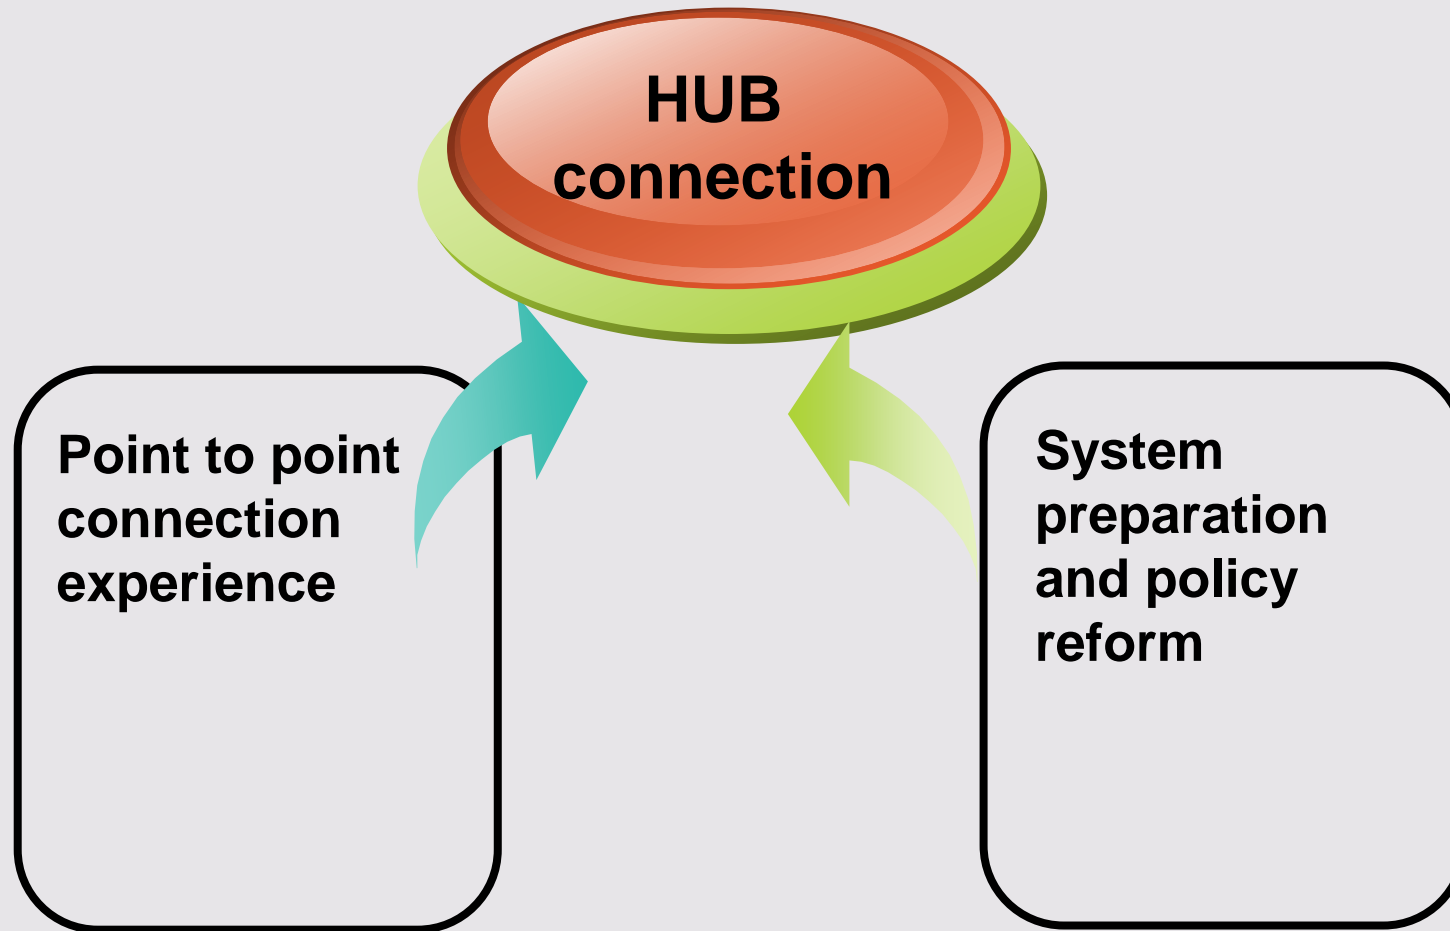 HUB
connection
Point to point
connection
experience
System
preparation
and policy
reform